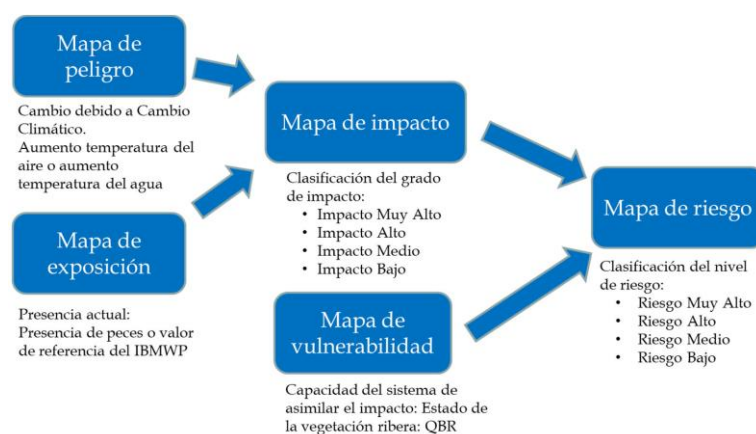 Mapa de
peligro
Cambio debido a Cambio
Climático.
Aumento temperatura del
aire o aumento
temperatura del agua
Mapa de
exposición
Presencia actual:
Presencia de peces o valor
de referencia del IBMWP
Mapa de impacto
Clasificación del grado
de impacto:
• Impacto Muy Alto
• Impacto Alto
• Impacto Medio
• Impacto Bajo
Mapa de
vulnerabilidad
Capacidad del sistema de
asimilar el impacto: Estado de
la vegetación ribera: QBR
Mapa de riesgo
Clasificación del nivel
de riesgo:
• Riesgo Muy Alto
• Riesgo Alto
• Riesgo Medio
• Riesgo Bajo